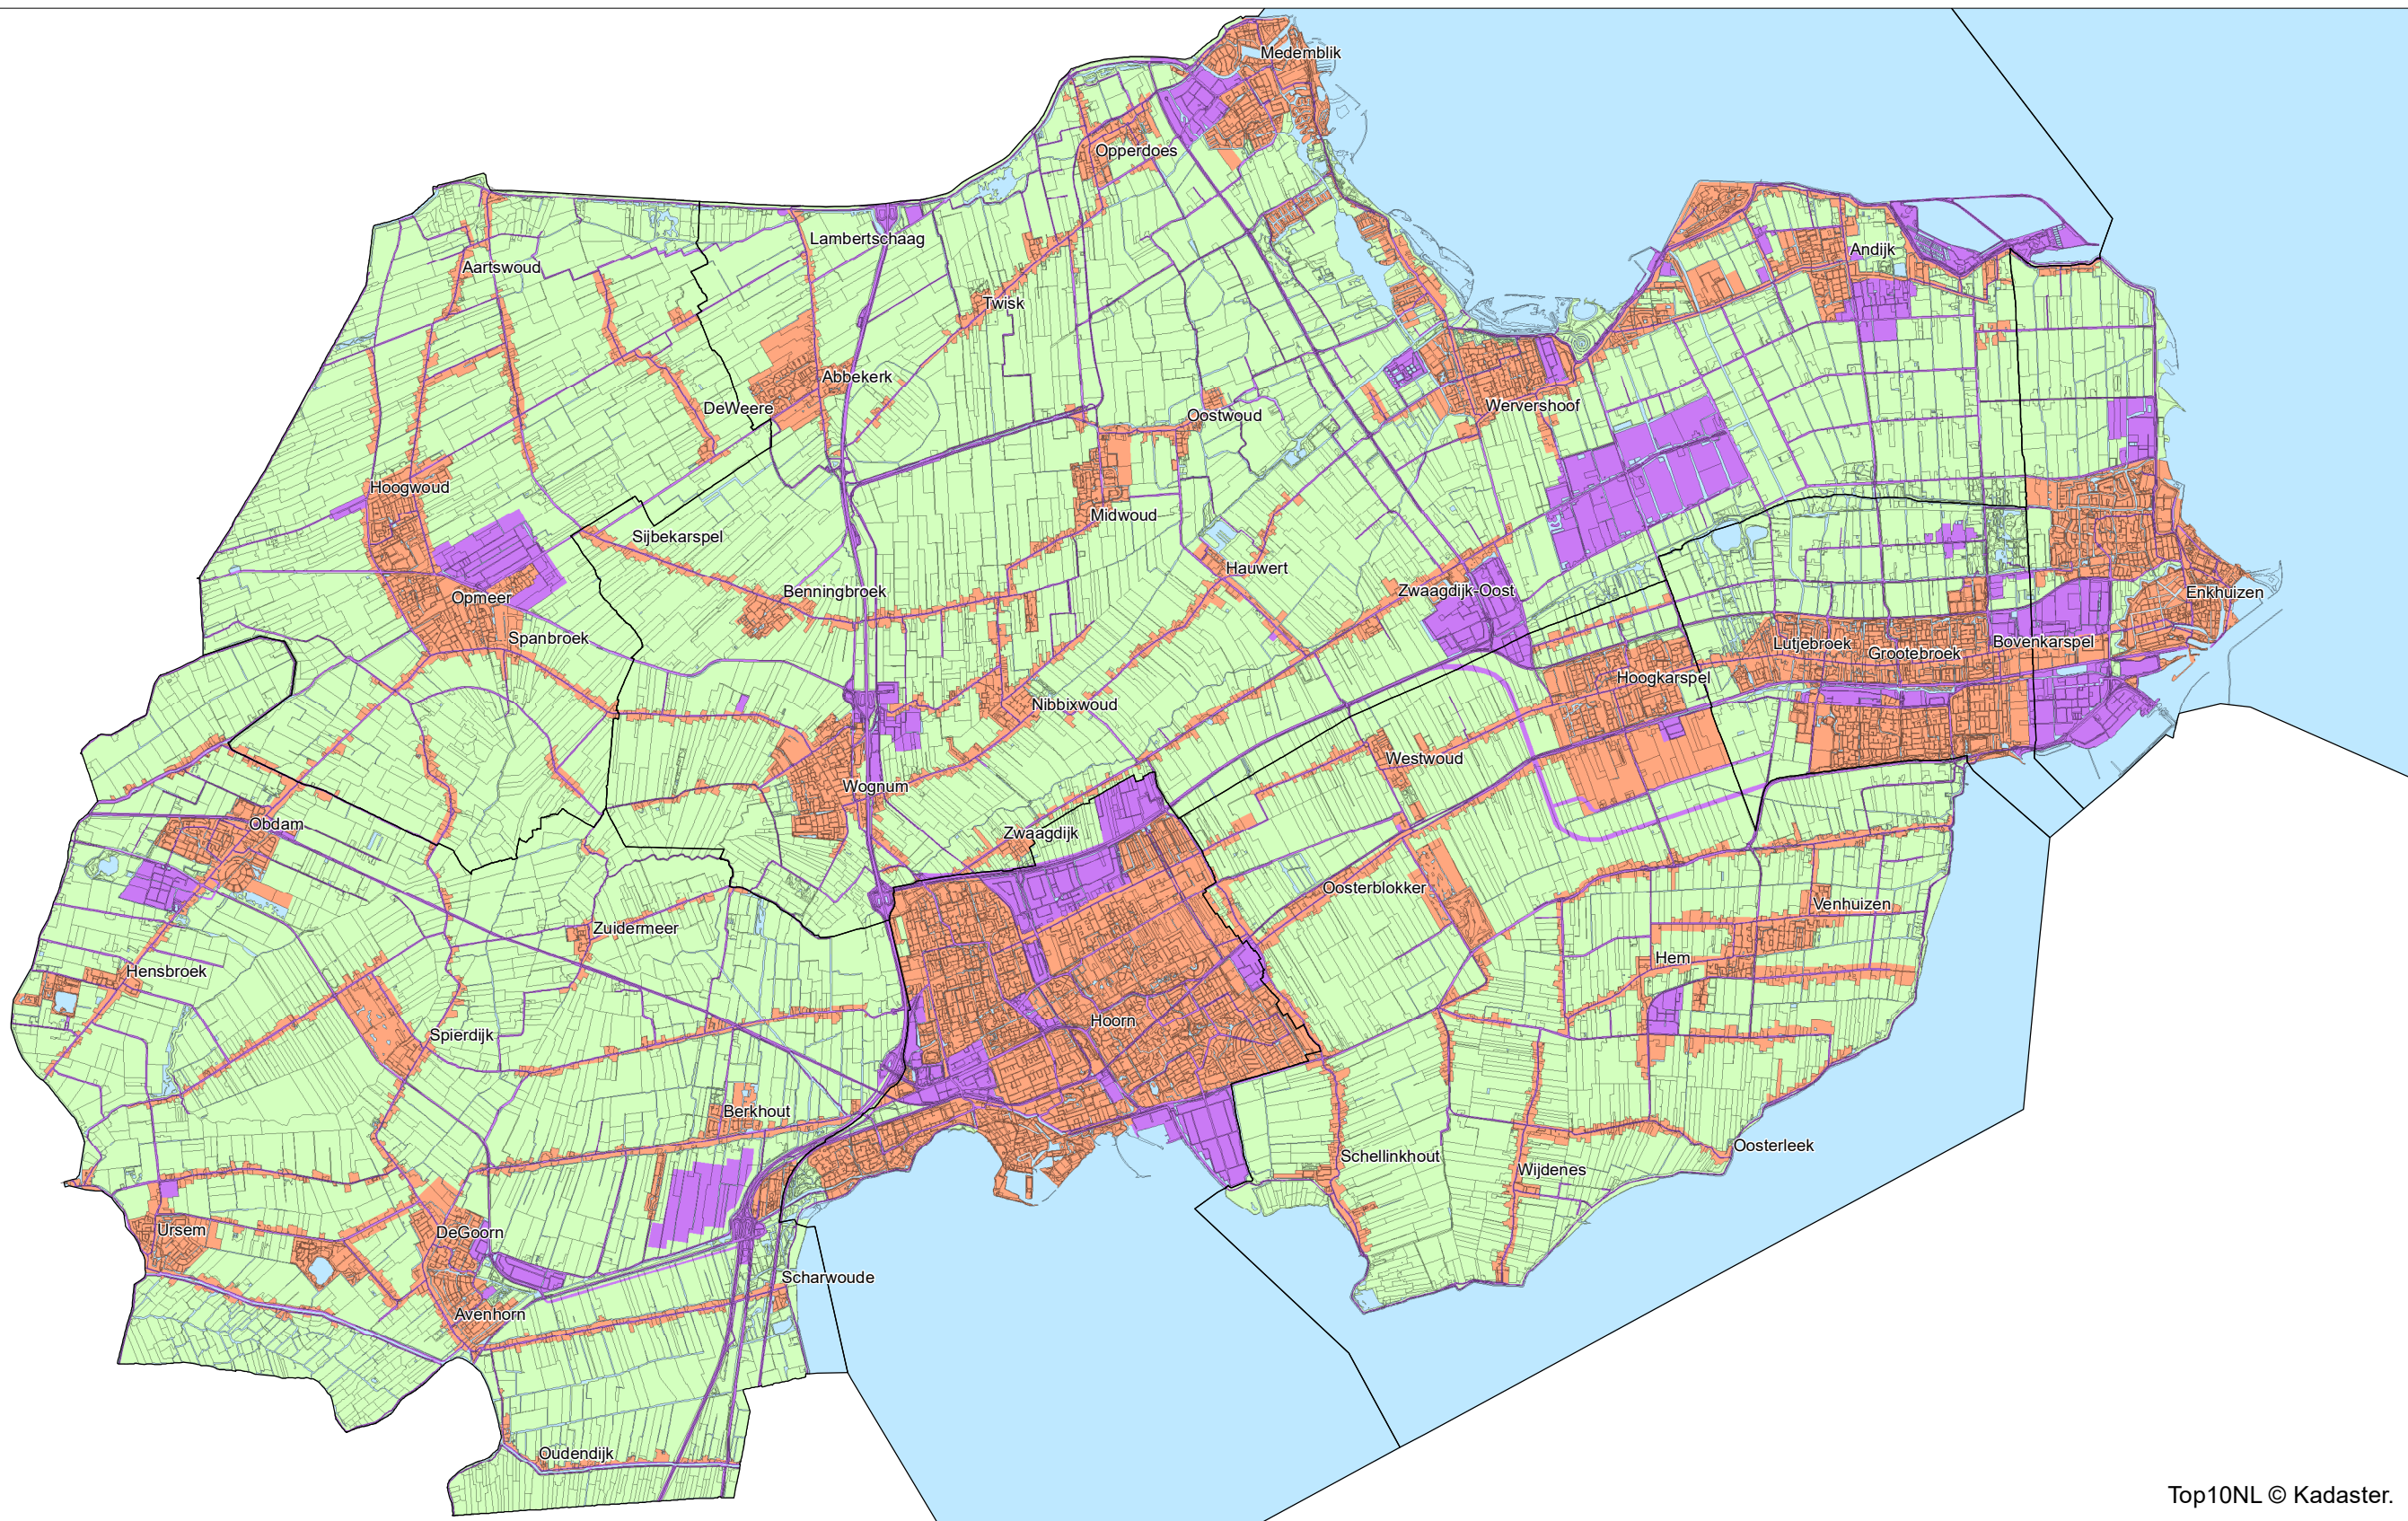 Medemblik
Opperdoes
Lambertschaag
Andijk
Aartswoud
Twisk
Abbekerk
DeWeere
Wervershoof
Oostwoud
Hoogwoud
Midwoud
Sijbekarspel
Hauwert
Zwaagdijk-Oost
Benningbroek
Enkhuizen
Opmeer
Spanbroek
Lutjebroek
Bovenkarspel
Grootebroek
Hoogkarspel
Nibbixwoud
Westwoud
Wognum
Obdam
Zwaagdijk
Oosterblokker
Venhuizen
Zuidermeer
Hem
Hensbroek
Hoorn
Spierdijk
Berkhout
Oosterleek
Schellinkhout
Wijdenes
Ursem
DeGoorn
Scharwoude
Avenhorn
Oudendijk
Top10NL © Kadaster.